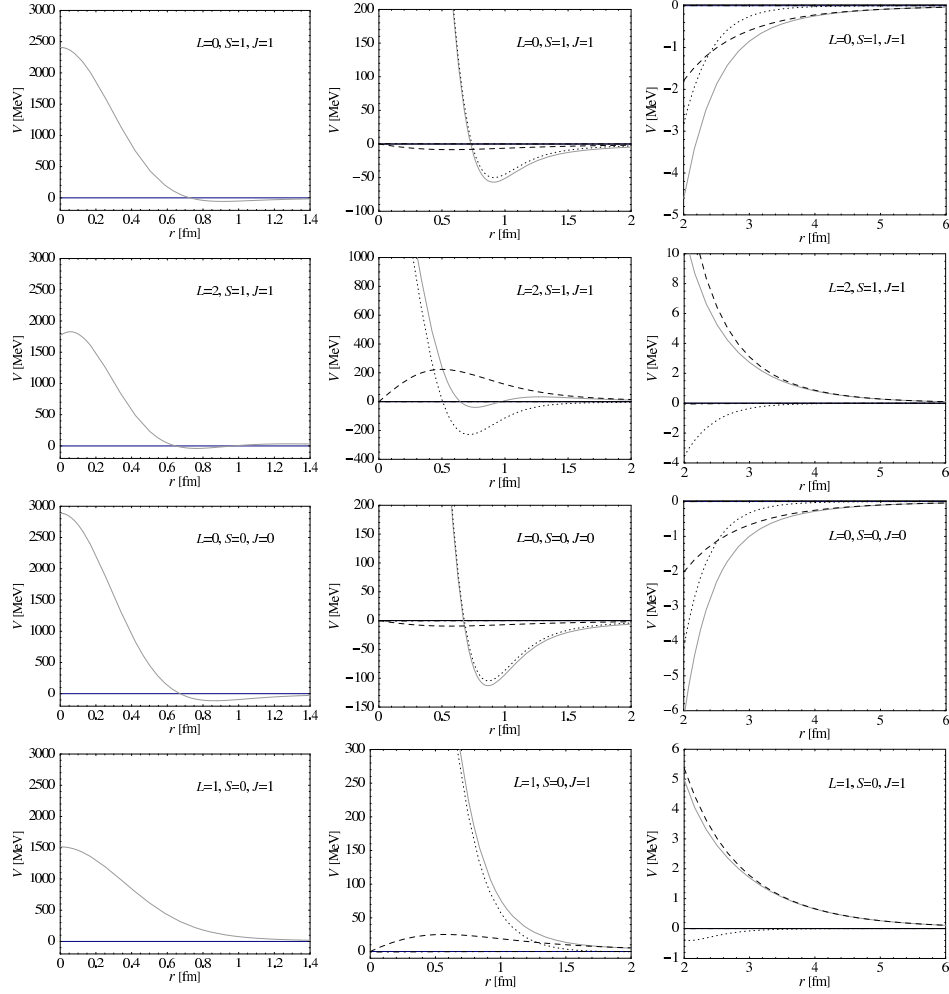 3000
2500
2000
1500
1000
500
0
V [MeV]
L=0, S=1, J=1
0 0.2 0.4 0.6 0.8 1 1.2 1.4
r [fm]
200
150
100
50
0
−50
−100
V [MeV]
L=0, S=1, J=1
0 0.5 1 1.5 2
r [fm]
0
−1
−2
−3
−4
−5
V [MeV]
L=0, S=1, J=1
2 3 4 5 6
r [fm]
3000
2500
2000
1500
1000
500
0
V [MeV]
L=2, S=1, J=1
0 0.2 0.4 0.6 0.8 1 1.2 1.4
r [fm]
1000
800
600
400
200
0
−200
−400
V [MeV]
L=2, S=1, J=1
0 0.5 1 1.5 2
r [fm]
10
8
6
4
2
0
−2
−4
V [MeV]
L=2, S=1, J=1
2 3 4 5 6
r [fm]
3000
2500
2000
1500
1000
500
0
V [MeV]
L=0, S=0, J=0
0 0.2 0.4 0.6 0.8 1 1.2 1.4
r [fm]
200
150
100
50
0
−50
−100
−150
V [MeV]
L=0, S=0, J=0
0 0.5 1 1.5 2
r [fm]
0
−1
−2
−3
−4
−5
−6
V [MeV]
L=0, S=0, J=0
2 3 4 5 6
r [fm]
3000
2500
2000
1500
1000
500
0
V [MeV]
L=1, S=0, J=1
0 0.2 0.4 0.6 0.8 1 1.2 1.4
r [fm]
300
250
200
150
100
50
0
V [MeV]
L=1, S=0, J=1
0 0.5 1 1.5 2
r [fm]
6
5
4
3
2
1
0
−1
V [MeV]
L=1, S=0, J=1
2 3 4 5 6
r [fm]